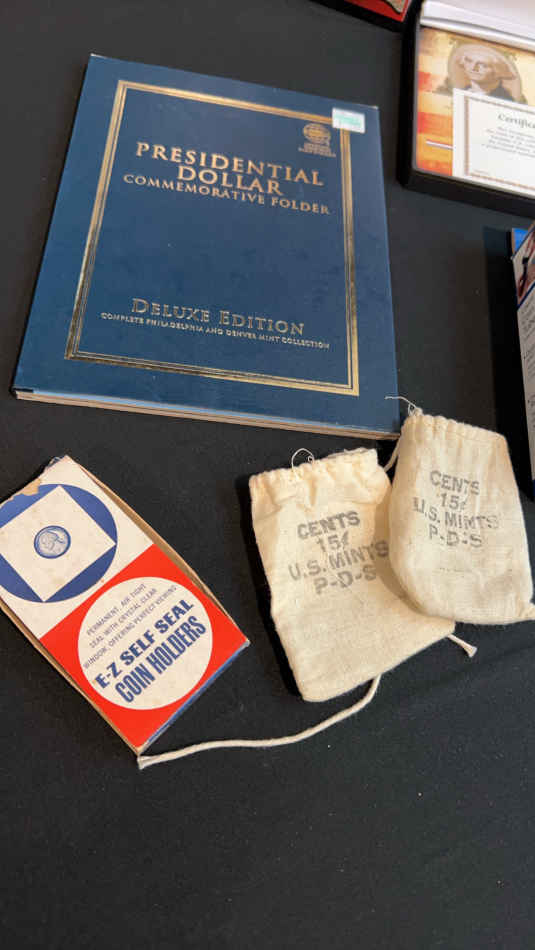 PRESIDENTIAL
DOLLAR
COMMEMORATIVE FOLDER
DELUXE EDITION
COMPLETE PHILADELPHIA AND DENVER MINT COLLECTION
CENTS
15¢
U.S. MINTS
P-D-S
CENTS
15¢
U.S. MINTS
P-D-S
PERMANENT, AIR TIGHT
SEAL WITH CRYSTAL CLEAR
WINDOW, OFFERING PERFECT VIEWING
E-Z SELF SEAL
COIN HOLDERS